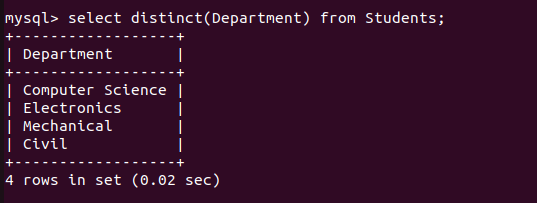 mysql> select distinct(Department) from Students;
+------------------+
| Department       |
+------------------+
| Computer Science |
| Electronics      |
| Mechanical       |
| Civil            |
+------------------+
4 rows in set (0.02 sec)